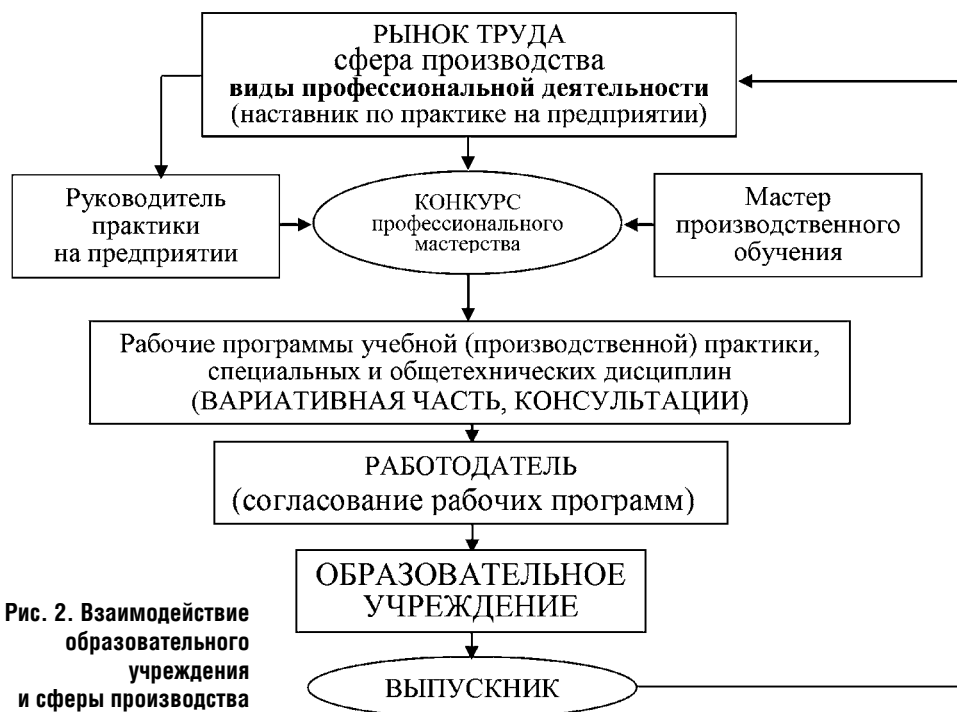 РЫНОК ТРУДА
сфера производства
виды профессиональной деятельности
(наставник по практике на предприятии)
Руководитель
практики
на предприятии
КОНКУРС
профессионального
мастерства
Мастер
производственного
обучения
Рабочие программы учебной (производственной) практики,
специальных и общетехнических дисциплин
(ВАРИАТИВНАЯ ЧАСТЬ, КОНСУЛЬТАЦИИ)
РАБОТОДАТЕЛЬ
(согласование рабочих программ)
ОБРАЗОВАТЕЛЬНОЕ
УЧРЕЖДЕНИЕ
ВЫПУСКНИК
Рис. 2. Взаимодействие
образовательного
учреждения
и сферы производства